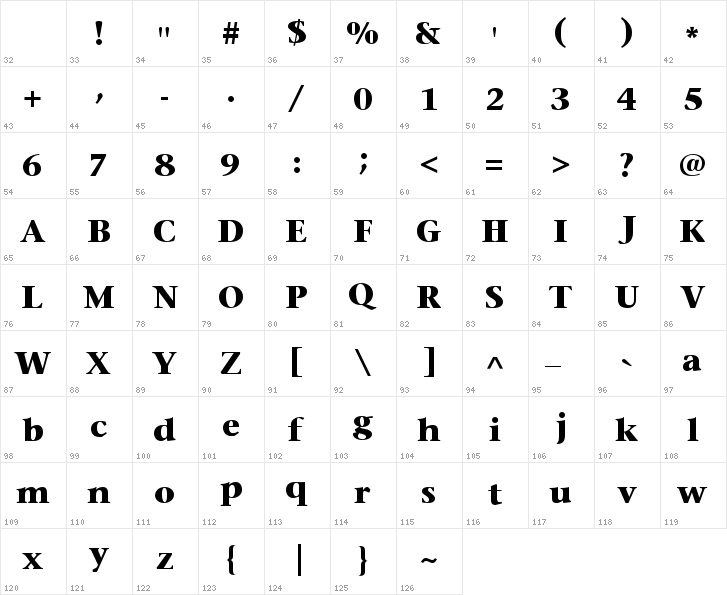 ! " # $ % & ' ( ) *
32 33 34 35 36 37 38 39 40 41 42
+ , - . / 0 1 2 3 4 5
43 44 45 46 47 48 49 50 51 52 53
6 7 8 9 : ; < = > ? @
54 55 56 57 58 59 60 61 62 63 64
A B C D E F G H I J K
65 66 67 68 69 70 71 72 73 74 75
L M N O P Q R S T U V
76 77 78 79 80 81 82 83 84 85 86
W X Y Z [ \ ] ^ _ ` a
87 88 89 90 91 92 93 94 95 96 97
b c d e f g h i j k l
98 99 100 101 102 103 104 105 106 107 108
m n o p q r s t u v w
109 110 111 112 113 114 115 116 117 118 119
x y z { | } ~
120 121 122 123 124 125 126